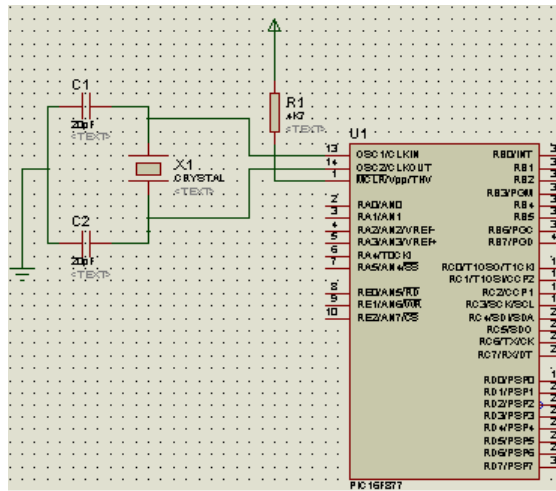 C1
20pF
<TEXT>
X1
CRYSTAL
<TEXT>
C2
20pF
<TEXT>
R1
4K7
<TEXT>
U1
13 OSC1/CLKIN
14 OSC2/CLKOUT
1 MCLR/Vpp/THV
2 RA0/AN0
3 RA1/AN1
4 RA2/AN2/VREF-
5 RA3/AN3/VREF+
6 RA4/T0CKI
7 RA5/AN4/SS
8 RE0/AN5/RD
9 RE1/AN6/WR
10 RE2/AN7/CS
RB0/INT
RB1
RB2
RB3/PGM
RB4
RB5
RB6/PGC
RB7/PGD
RC0/T1OSO/T1CKI
RC1/T1OSI/CCP2
RC2/CCP1
RC3/SCK/SCL
RC4/SDI/SDA
RC5/SDO
RC6/TX/CK
RC7/RX/DT
RD0/PSP0
RD1/PSP1
RD2/PSP2
RD3/PSP3
RD4/PSP4
RD5/PSP5
RD6/PSP6
RD7/PSP7
PIC16F877